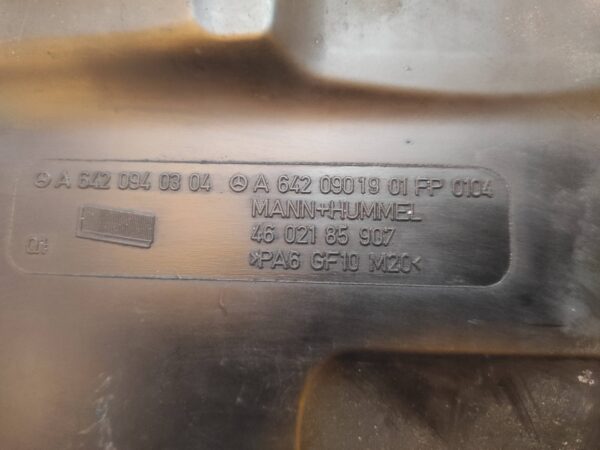 A 642 094 03 04 A 642 090 19 01 FP 0104
MANN+HUMMEL
46 021 85 907
>PA6 GF10 M20<